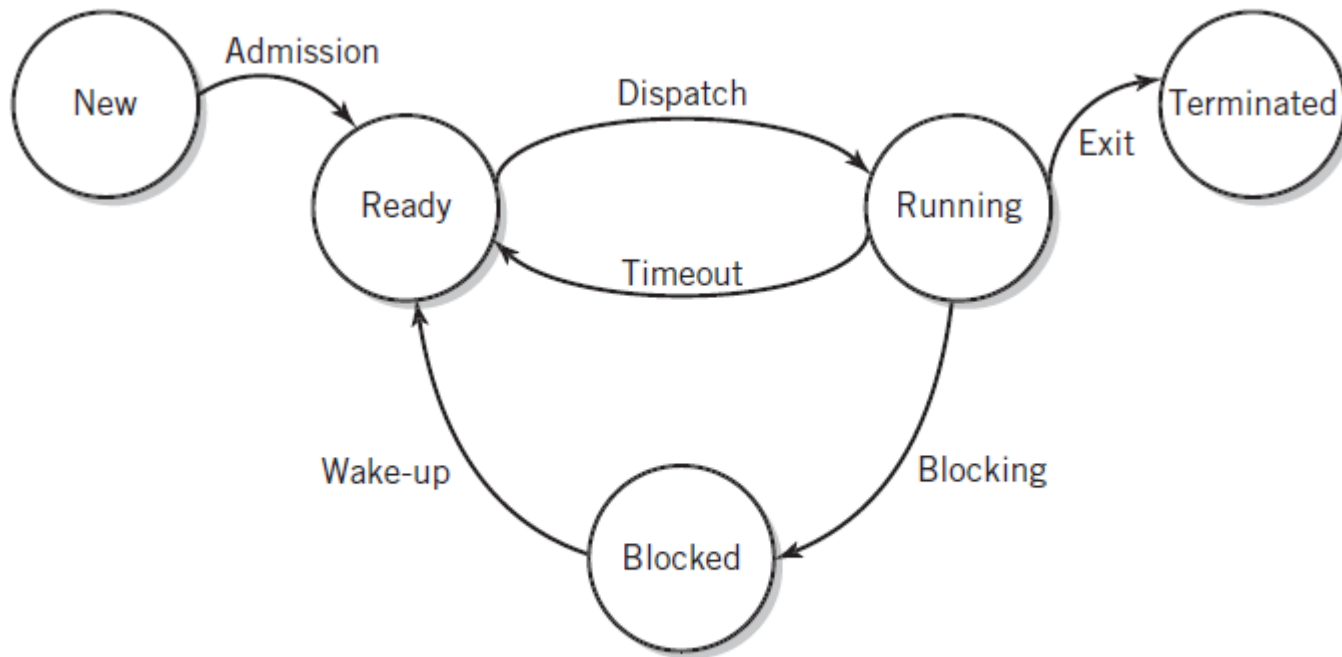 New
Admission
Ready
Dispatch
Timeout
Running
Exit
Terminated
Wake-up
Blocking
Blocked